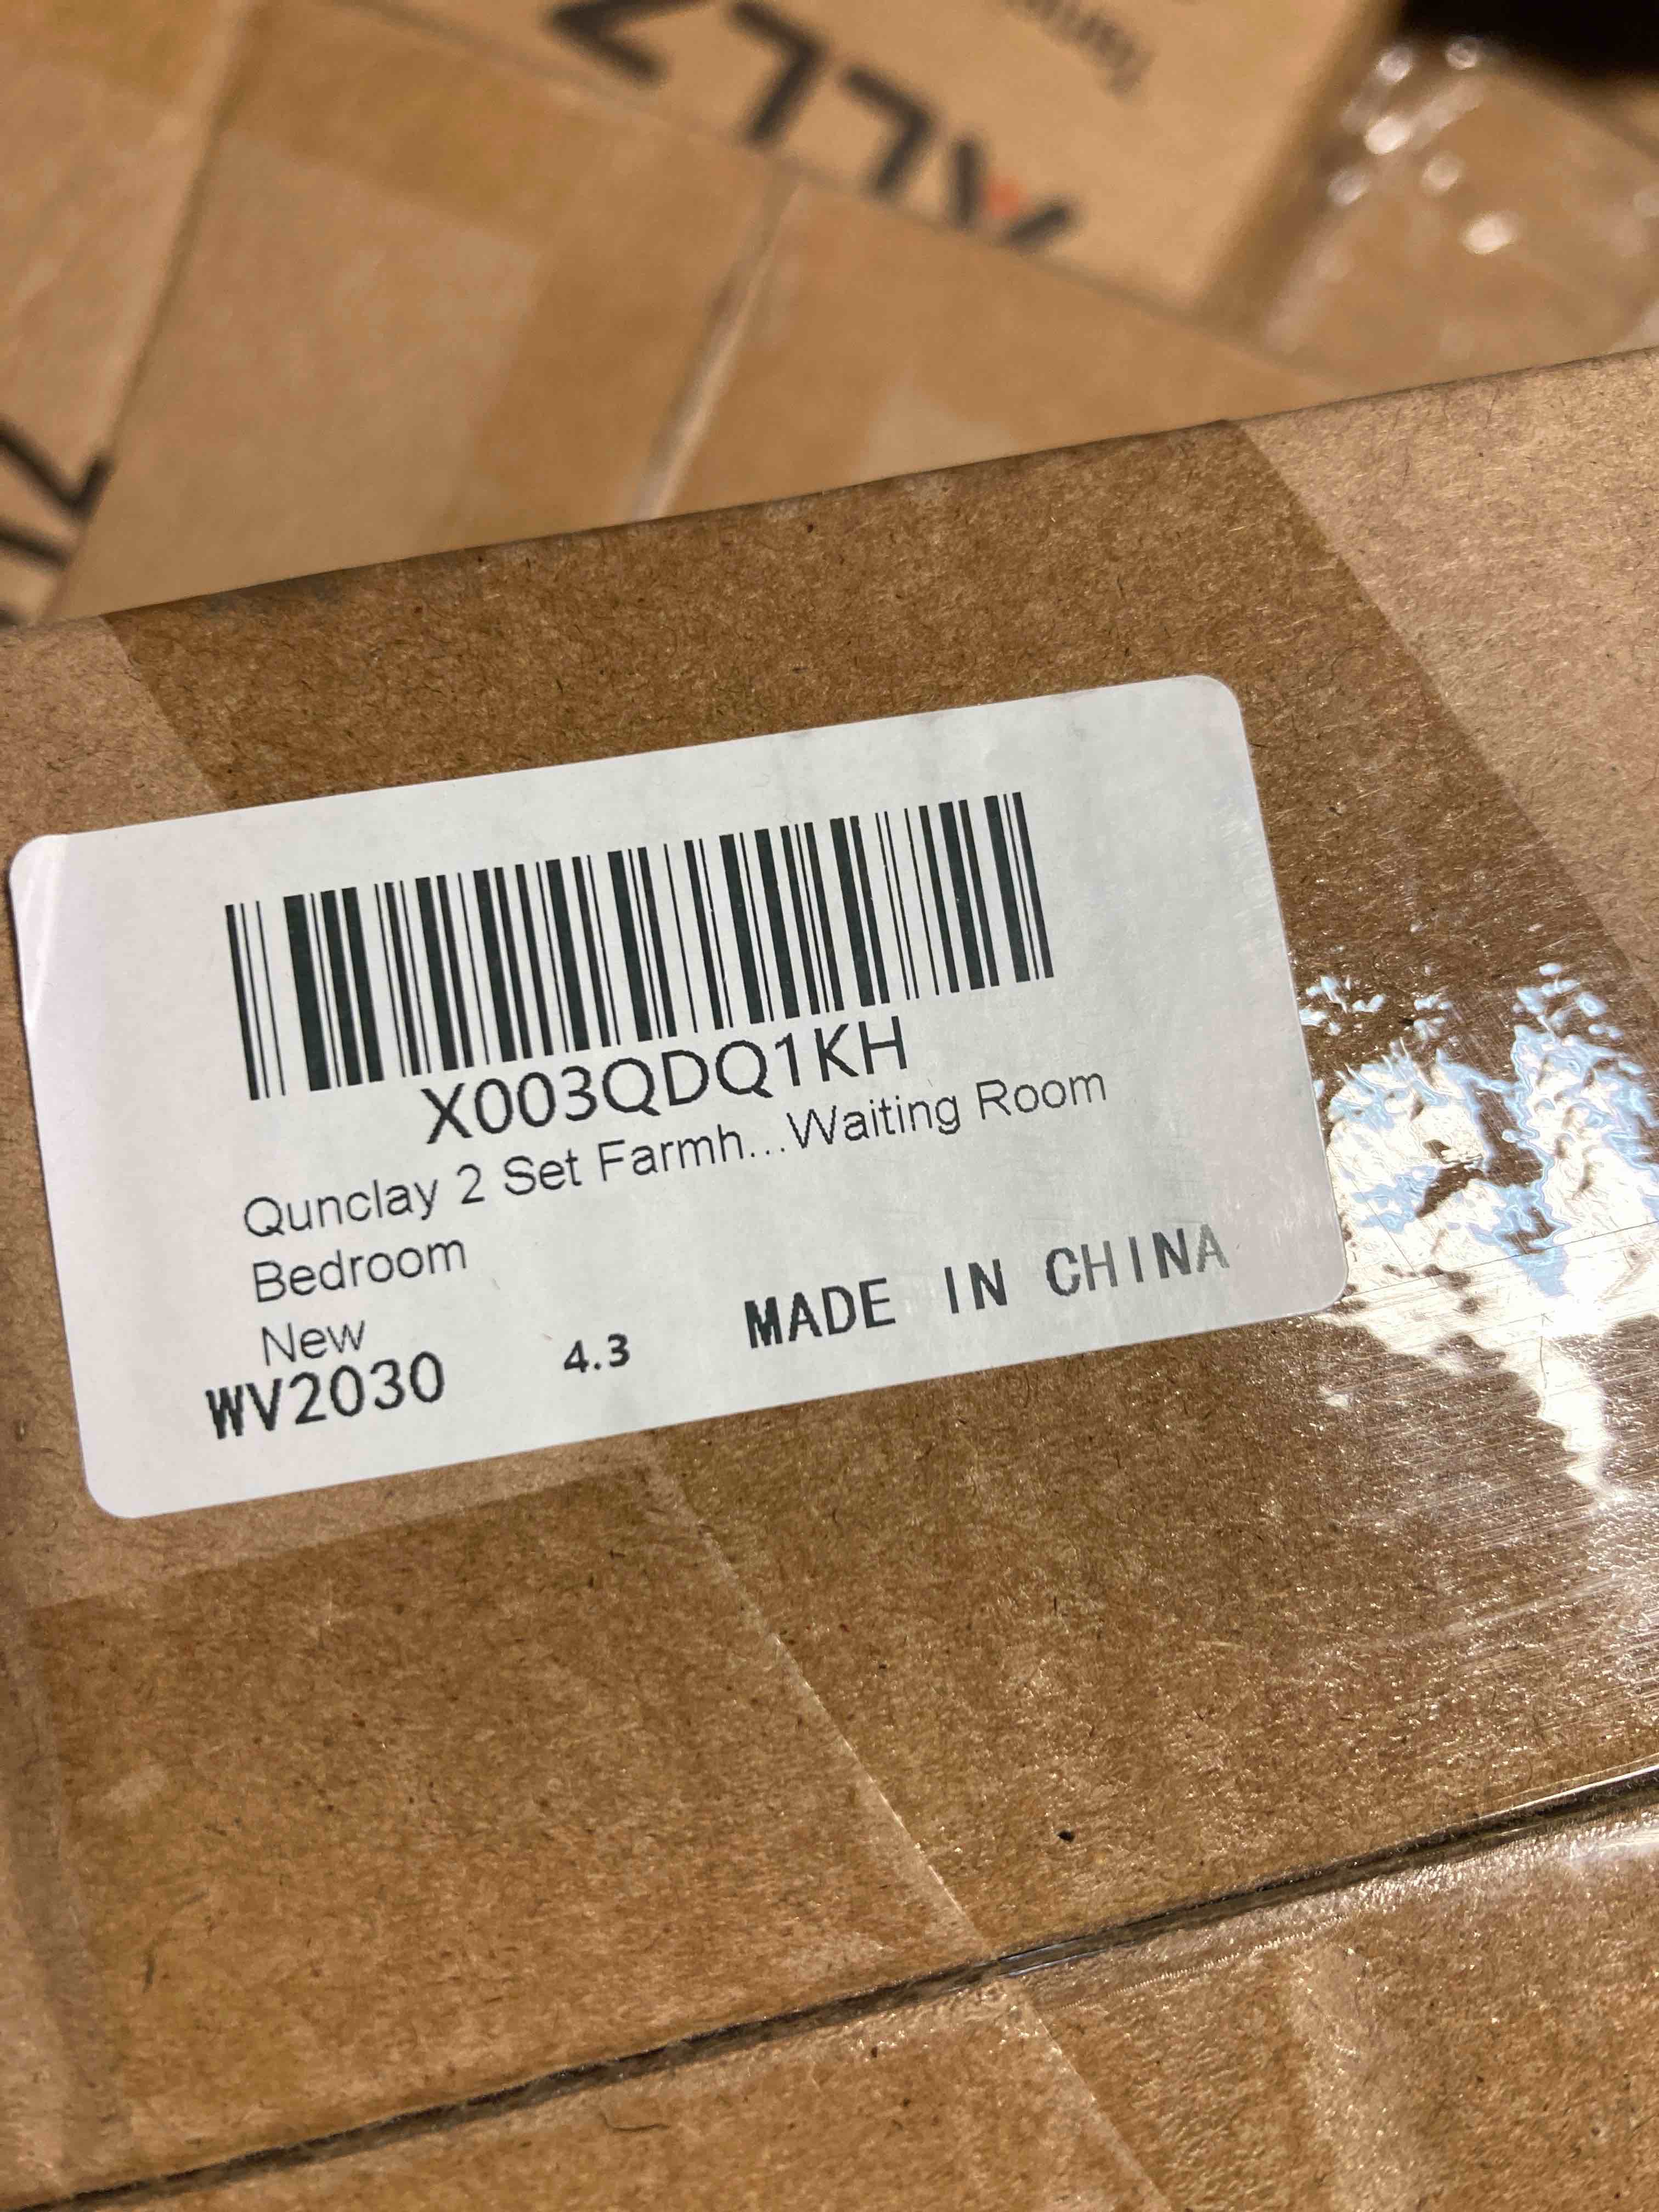 X003QDQ1KH
Qunclay 2 Set Farmh...Waiting Room
Bedroom
New
WV2030 4.3 MADE IN CHINA